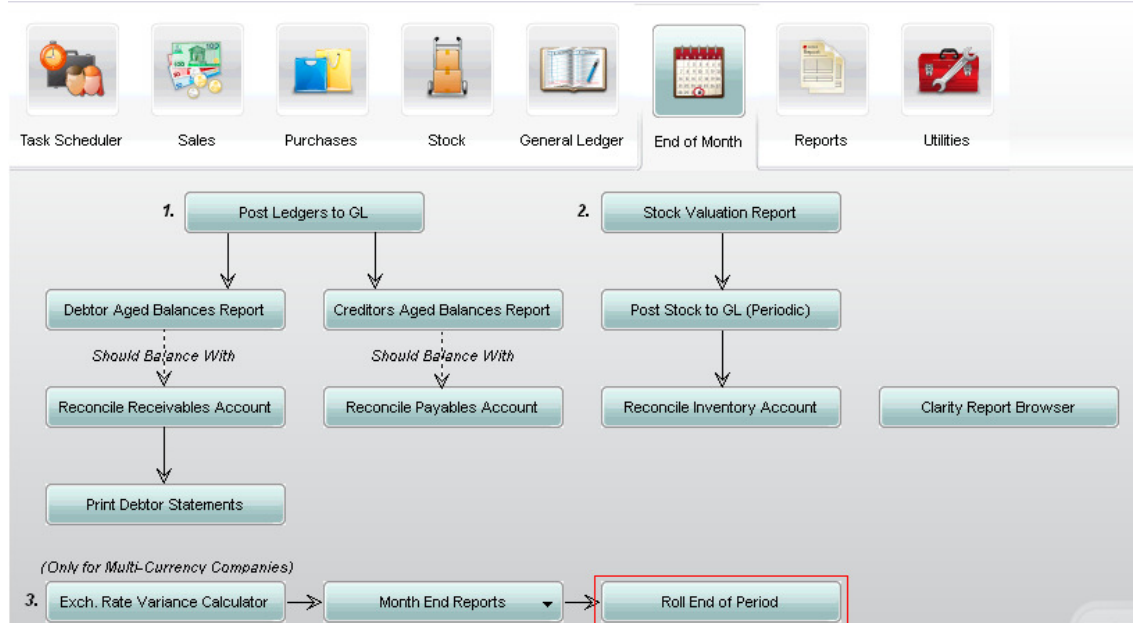 Task Scheduler Sales Purchases Stock General Ledger End of Month Reports Utilities
1. Post Ledgers to GL 2. Stock Valuation Report
Debtor Aged Balances Report Creditors Aged Balances Report Post Stock to GL (Periodic)
Should Balance With Should Balance With
Reconcile Receivables Account Reconcile Payables Account Reconcile Inventory Account Clarity Report Browser
Print Debtor Statements
(Only for Multi-Currency Companies)
3. Exch. Rate Variance Calculator Month End Reports Roll End of Period